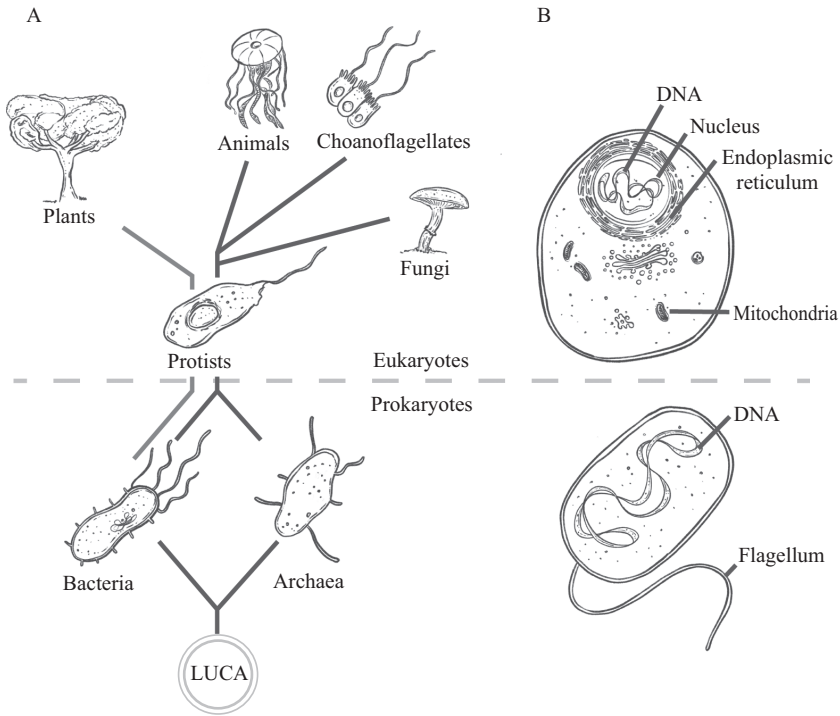 A
Plants
Animals
Choanoflagellates
Fungi
Protists
Eukaryotes
Prokaryotes
Bacteria
Archaea
LUCA
B
DNA
Nucleus
Endoplasmic
reticulum
Mitochondria
DNA
Flagellum